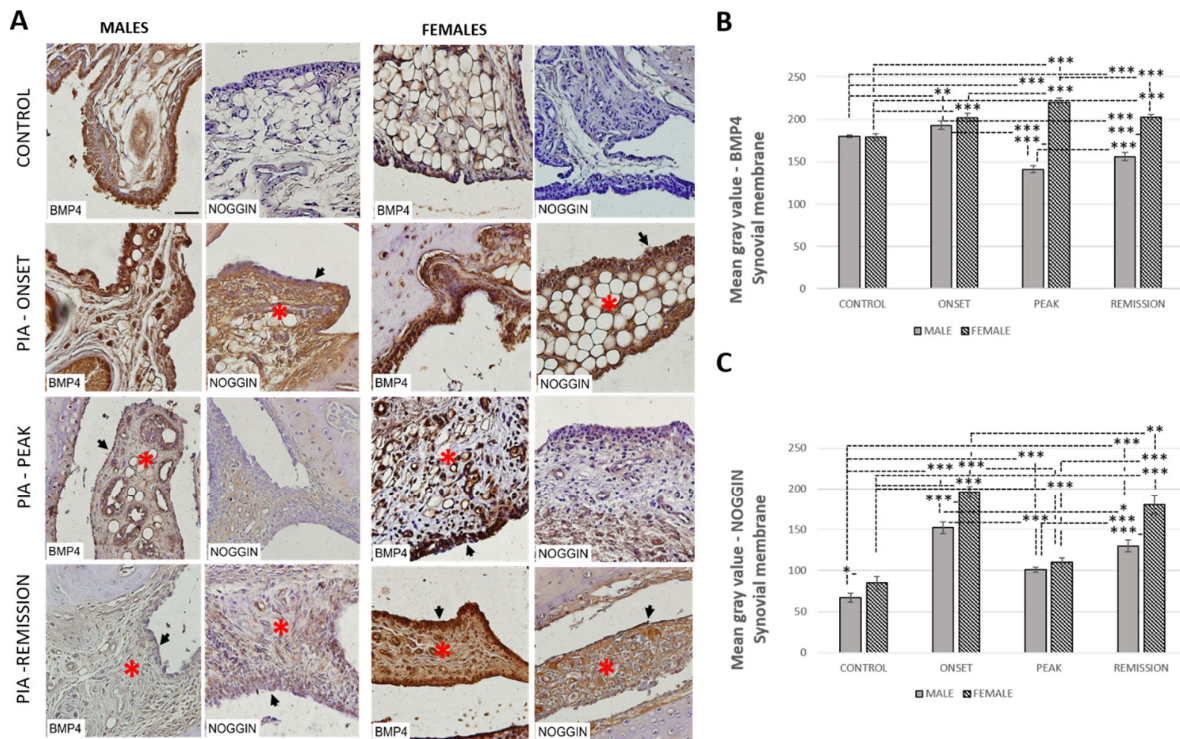 A
MALES
FEMALES
CONTROL
BMP4
NOGGIN
BMP4
NOGGIN
PIA - ONSET
BMP4
NOGGIN
BMP4
NOGGIN
PIA - PEAK
BMP4
NOGGIN
BMP4
NOGGIN
PIA -REMISSION
BMP4
NOGGIN
BMP4
NOGGIN
B
Mean gray value - BMP4
Synovial membrane
250
200
150
100
50
0
***
***
***
***
**
***
***
***
***
***
***
***
CONTROL
ONSET
PEAK
REMISSION
MALE
FEMALE
C
Mean gray value - NOGGIN
Synovial membrane
250
200
150
100
50
0
**
***
***
***
***
***
***
***
***
***
*
***
***
***
*
CONTROL
ONSET
PEAK
REMISSION
MALE
FEMALE